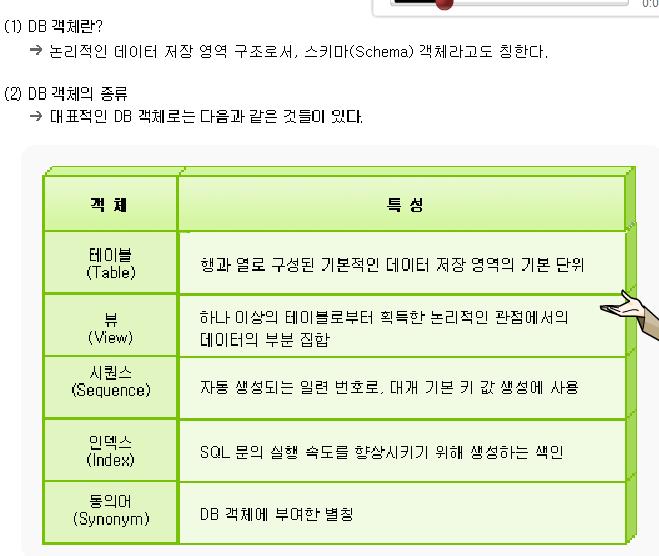 (1) DB 객체란?
→ 논리적인 데이터 저장 영역 구조로서, 스키마(Schema) 객체라고도 칭한다.
(2) DB 객체의 종류
→ 대표적인 DB 객체로는 다음과 같은 것들이 있다.
객 체
특 성
테이블
(Table)
행과 열로 구성된 기본적인 데이터 저장 영역의 기본 단위
뷰
(View)
하나 이상의 테이블로부터 획득한 논리적인 관점에서의
데이터의 부분 집합
시퀀스
(Sequence)
자동 생성되는 일련 번호로, 대개 기본 키 값 생성에 사용
인덱스
(Index)
SQL 문의 실행 속도를 향상시키기 위해 생성하는 색인
동의어
(Synonym)
DB 객체에 부여한 별칭